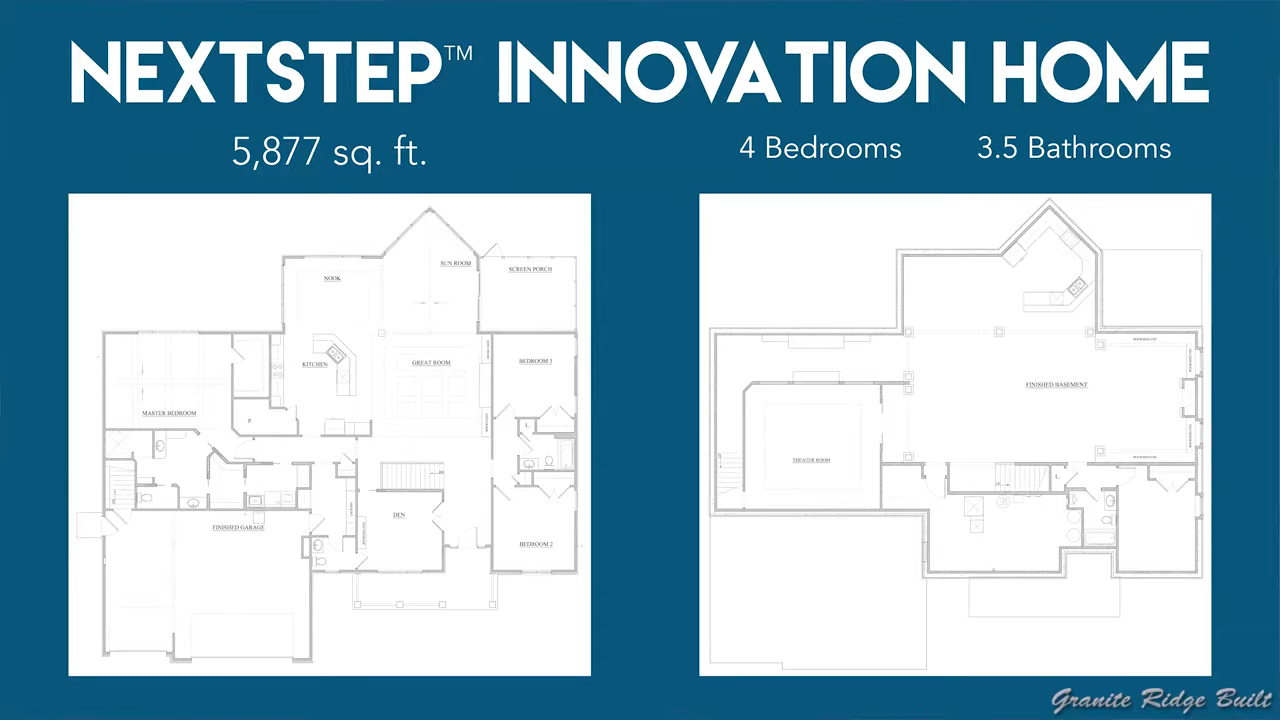 NEXTSTEP™ INNOVATION HOME
5,877 sq. ft.
4 Bedrooms
3.5 Bathrooms
SUN ROOM
SCREEN PORCH
NOOK
KITCHEN
GREAT ROOM
BEDROOM 3
MASTER BEDROOM
P.
L.
DEN
FINISHED GARAGE
BEDROOM 2
FINISHED BASEMENT
THEATER ROOM
L.
Granite Ridge Built